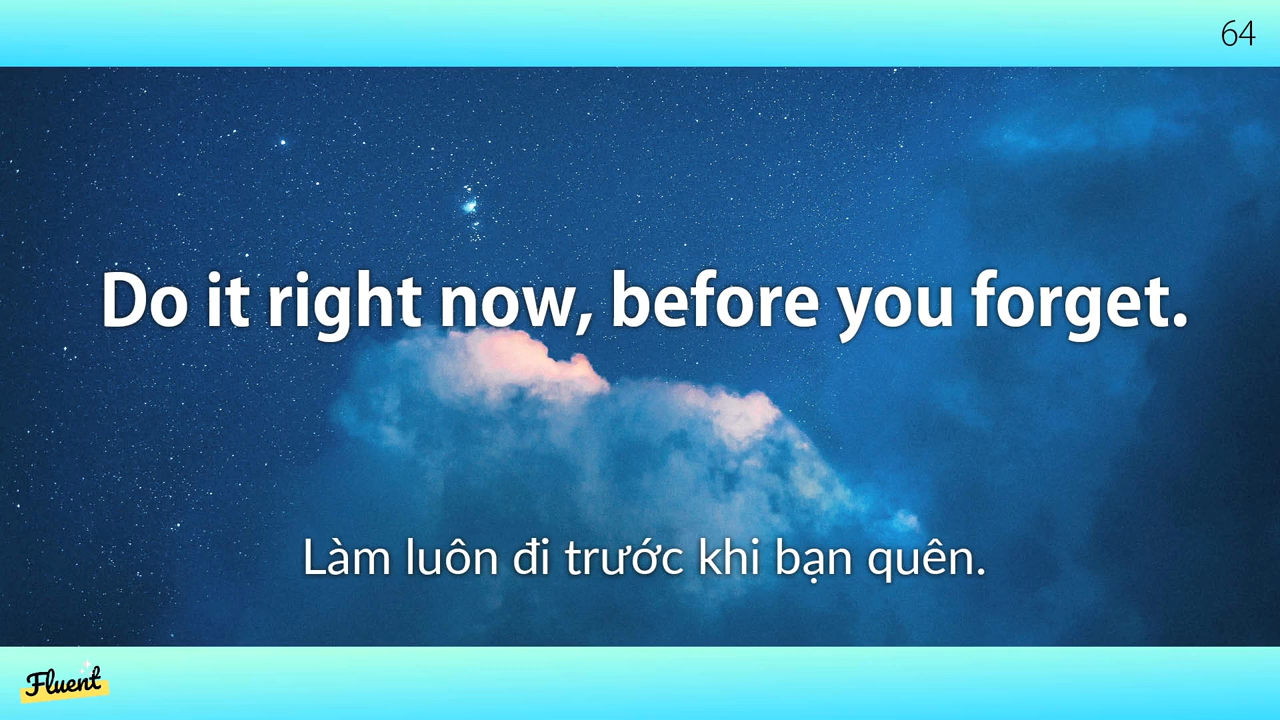 64
Do it right now, before you forget.
Làm luôn đi trước khi bạn quên.
Fluent